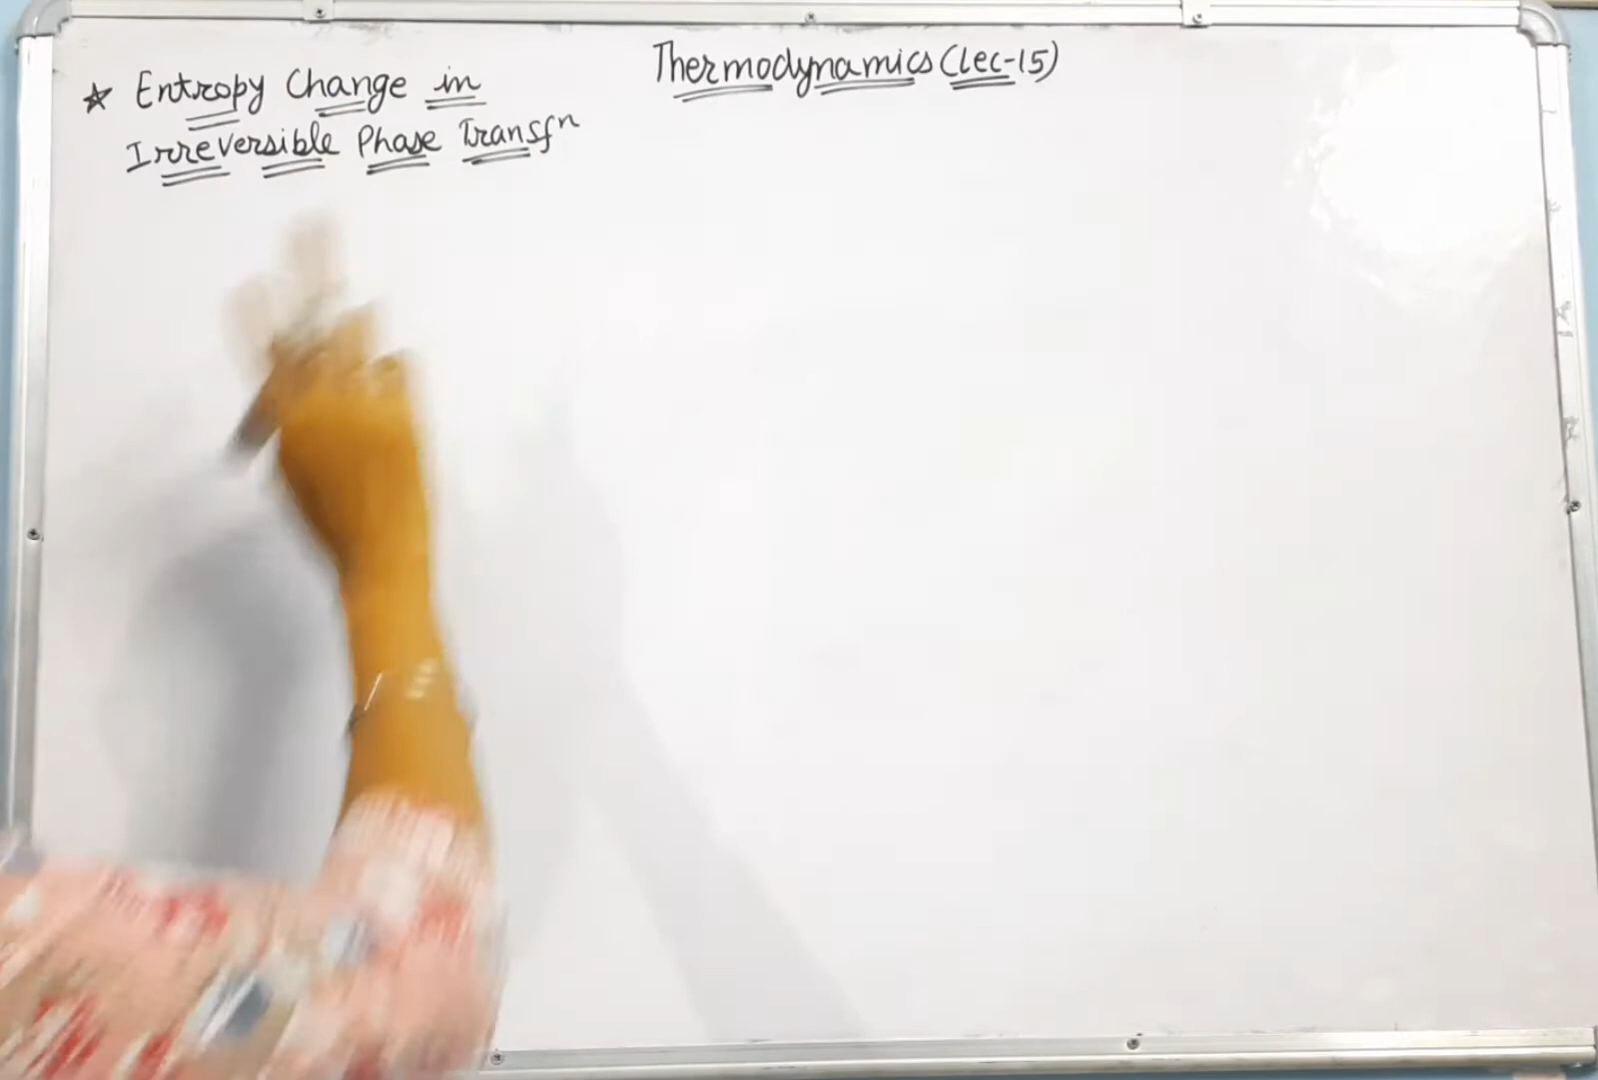 Thermodynamics (Lec-15)
★ Entropy Change in
Irreversible Phase Transfⁿ